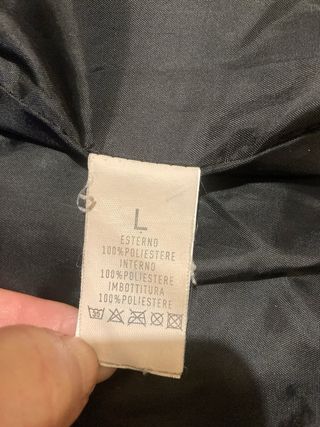 L
ESTERNO
100%POLIESTERE
INTERNO
100%POLIESTERE
IMBOTTITURA
100%POLIESTERE